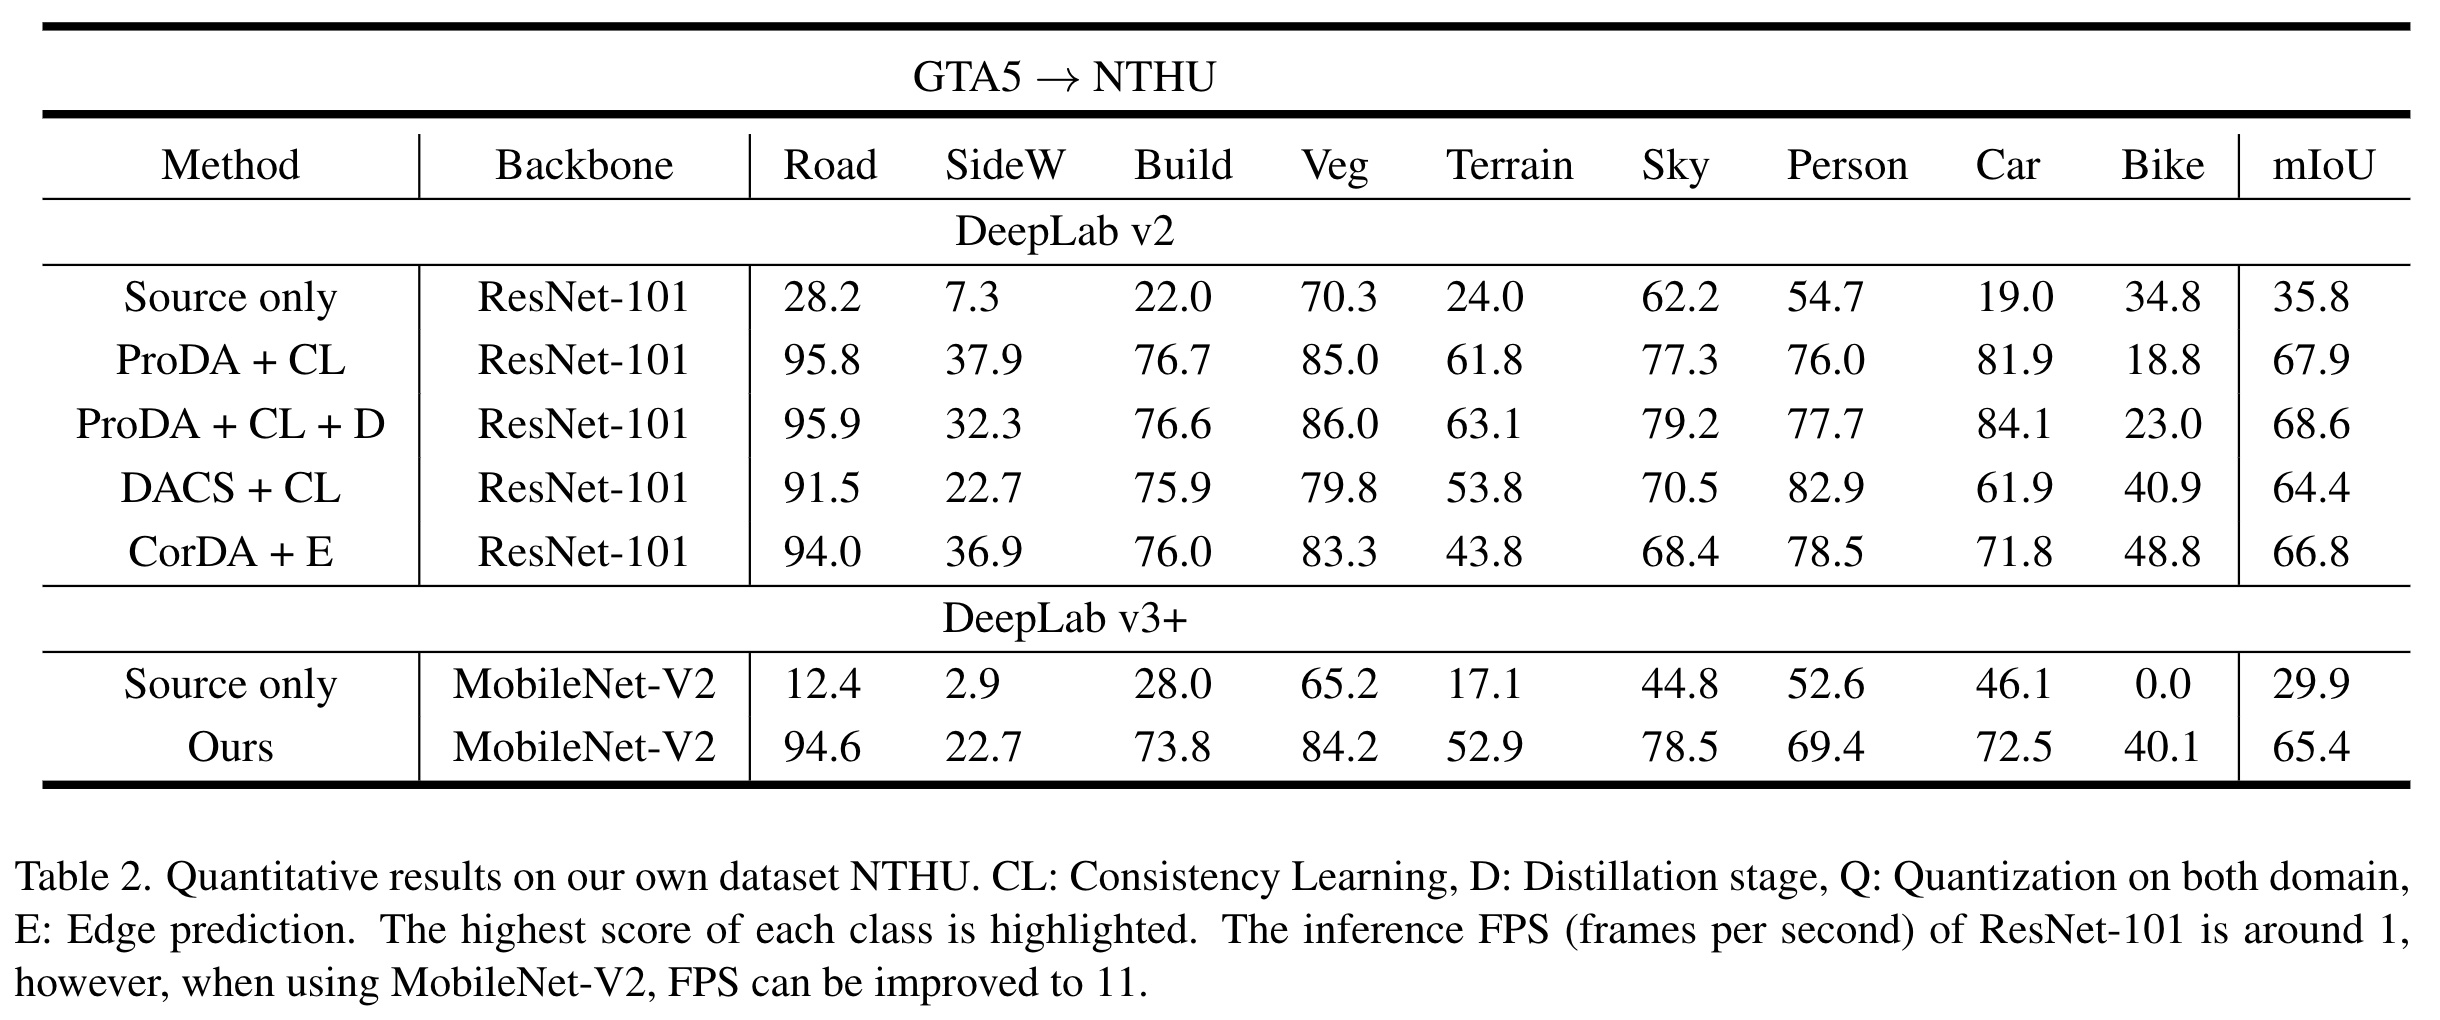 GTA5 → NTHU
Method Backbone Road SideW Build Veg Terrain Sky Person Car Bike mIoU
DeepLab v2
Source only ResNet-101 28.2 7.3 22.0 70.3 24.0 62.2 54.7 19.0 34.8 35.8
ProDA + CL ResNet-101 95.8 37.9 76.7 85.0 61.8 77.3 76.0 81.9 18.8 67.9
ProDA + CL + D ResNet-101 95.9 32.3 76.6 86.0 63.1 79.2 77.7 84.1 23.0 68.6
DACS + CL ResNet-101 91.5 22.7 75.9 79.8 53.8 70.5 82.9 61.9 40.9 64.4
CorDA + E ResNet-101 94.0 36.9 76.0 83.3 43.8 68.4 78.5 71.8 48.8 66.8
DeepLab v3+
Source only MobileNet-V2 12.4 2.9 28.0 65.2 17.1 44.8 52.6 46.1 0.0 29.9
Ours MobileNet-V2 94.6 22.7 73.8 84.2 52.9 78.5 69.4 72.5 40.1 65.4
Table 2. Quantitative results on our own dataset NTHU. CL: Consistency Learning, D: Distillation stage, Q: Quantization on both domain,
E: Edge prediction. The highest score of each class is highlighted. The inference FPS (frames per second) of ResNet-101 is around 1,
however, when using MobileNet-V2, FPS can be improved to 11.